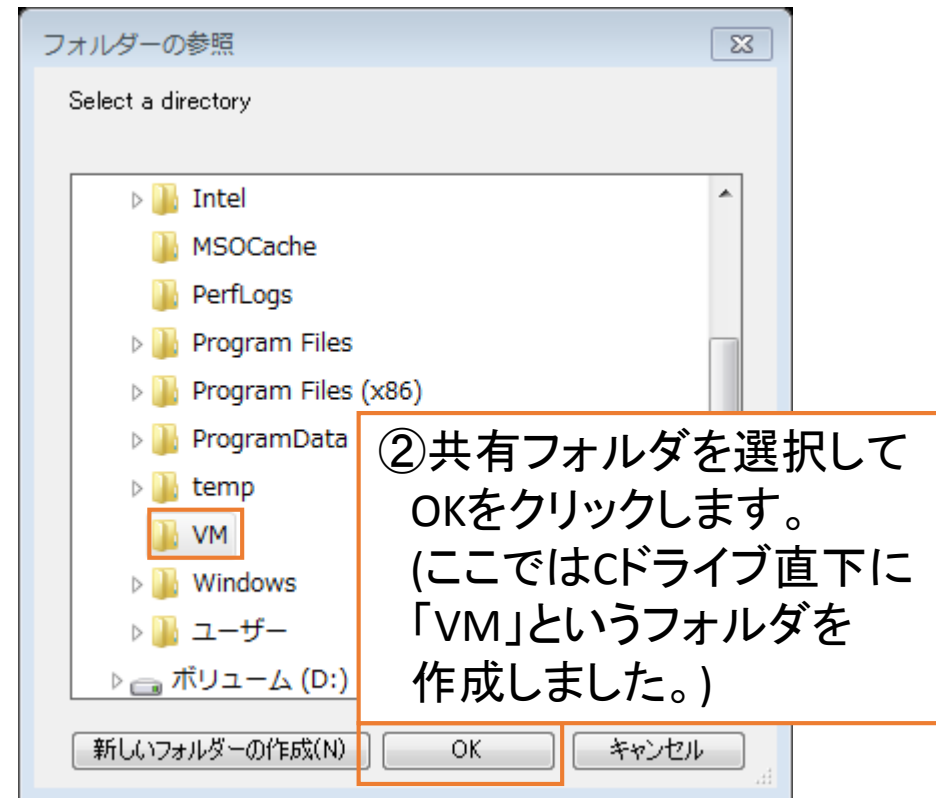 フォルダーの参照
Select a directory
Intel
MSOCache
PerfLogs
Program Files
Program Files (x86)
ProgramData
temp
VM
Windows
ユーザー
ボリューム (D:)
②共有フォルダを選択して
OKをクリックします。
(ここではCドライブ直下に
「VM」というフォルダを
作成しました。)
新しいフォルダーの作成(N)
OK
キャンセル